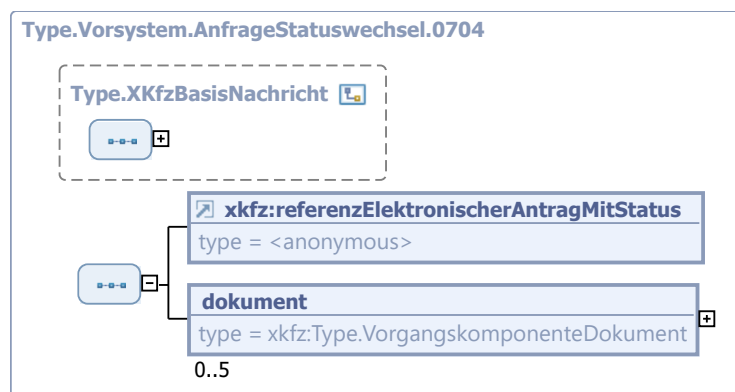 Type.Vorsystem.AnfrageStatuswechsel.0704
Type.XKfzBasisNachricht
xkfz:referenzElektronischerAntragMitStatus
type = <anonymous>
dokument
type = xkfz:Type.VorgangskomponenteDokument
0..5